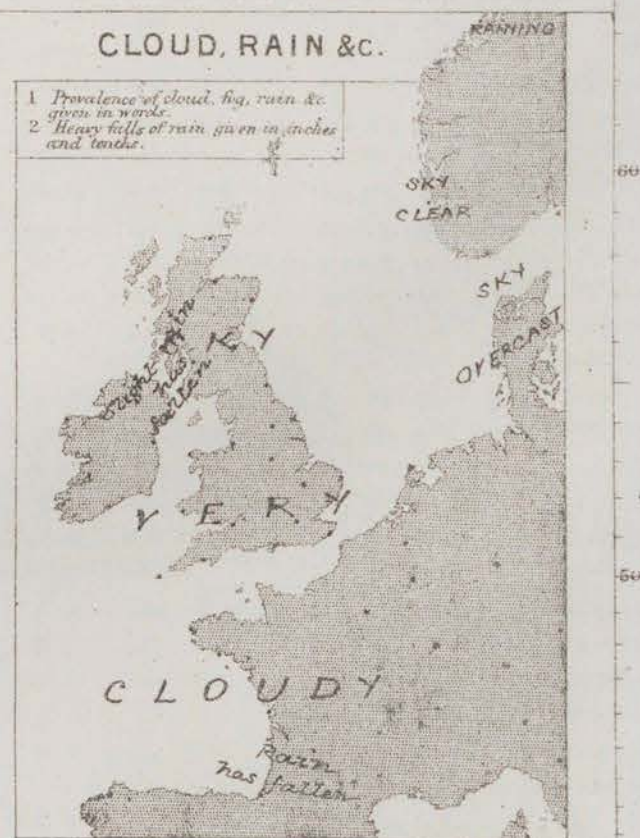 CLOUD, RAIN &c.
1 Prevalence of cloud, fog, rain &c.
given in words.
2 Heavy falls of rain given in inches
and tenths.
RAINING
60
SKY
CLEAR
SKY
OVERCAST
rain
has
fallen
VERY
50
CLOUDY
Rain
has fallen